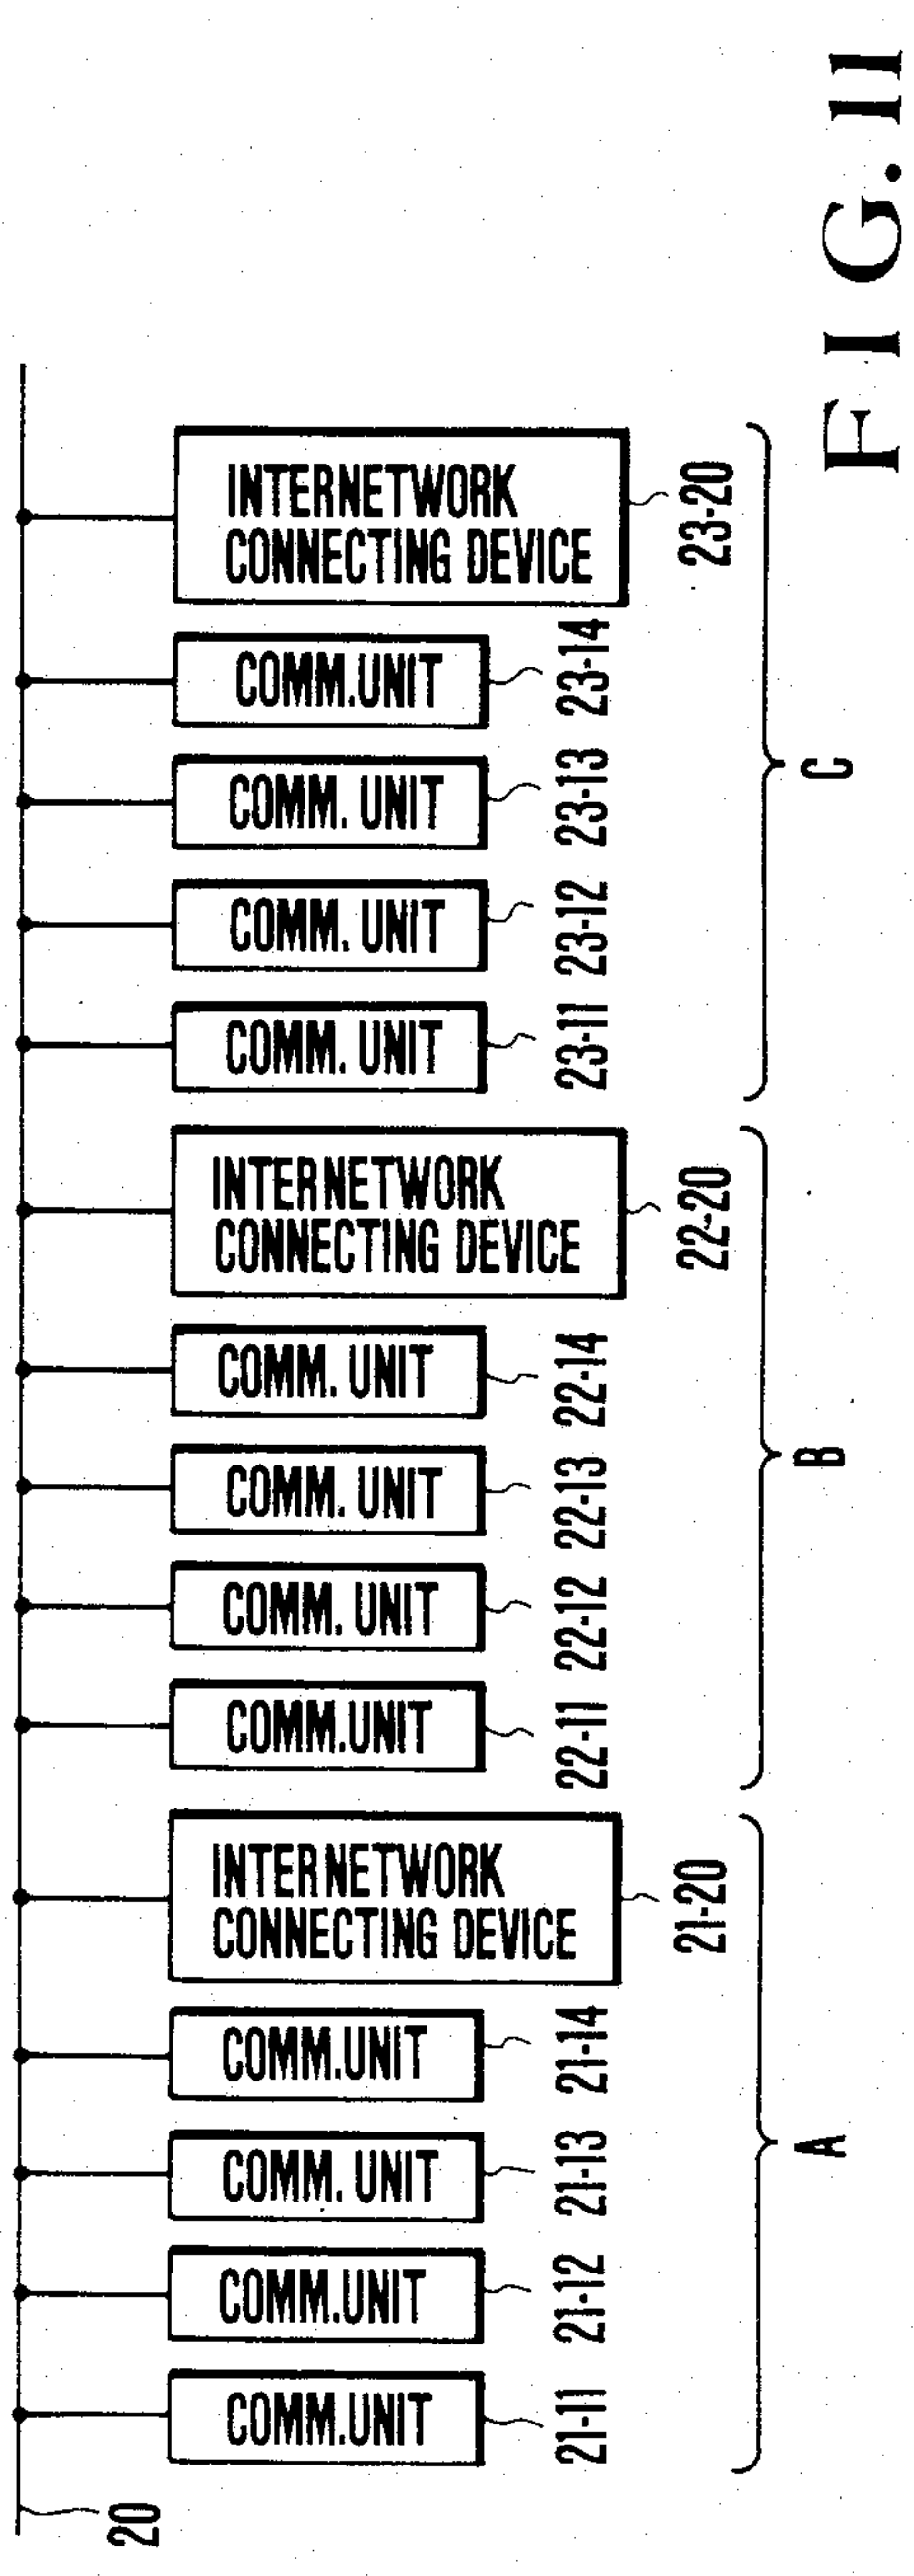 20
COMM.UNIT
21-11
COMM.UNIT
21-12
COMM. UNIT
21-13
COMM.UNIT
21-14
INTERNETWORK
CONNECTING DEVICE
21-20
A
COMM.UNIT
22-11
COMM. UNIT
22-12
COMM. UNIT
22-13
COMM. UNIT
22-14
INTERNETWORK
CONNECTING DEVICE
22-20
B
COMM. UNIT
23-11
COMM. UNIT
23-12
COMM. UNIT
23-13
COMM.UNIT
23-14
INTERNETWORK
CONNECTING DEVICE
23-20
C
FIG.11